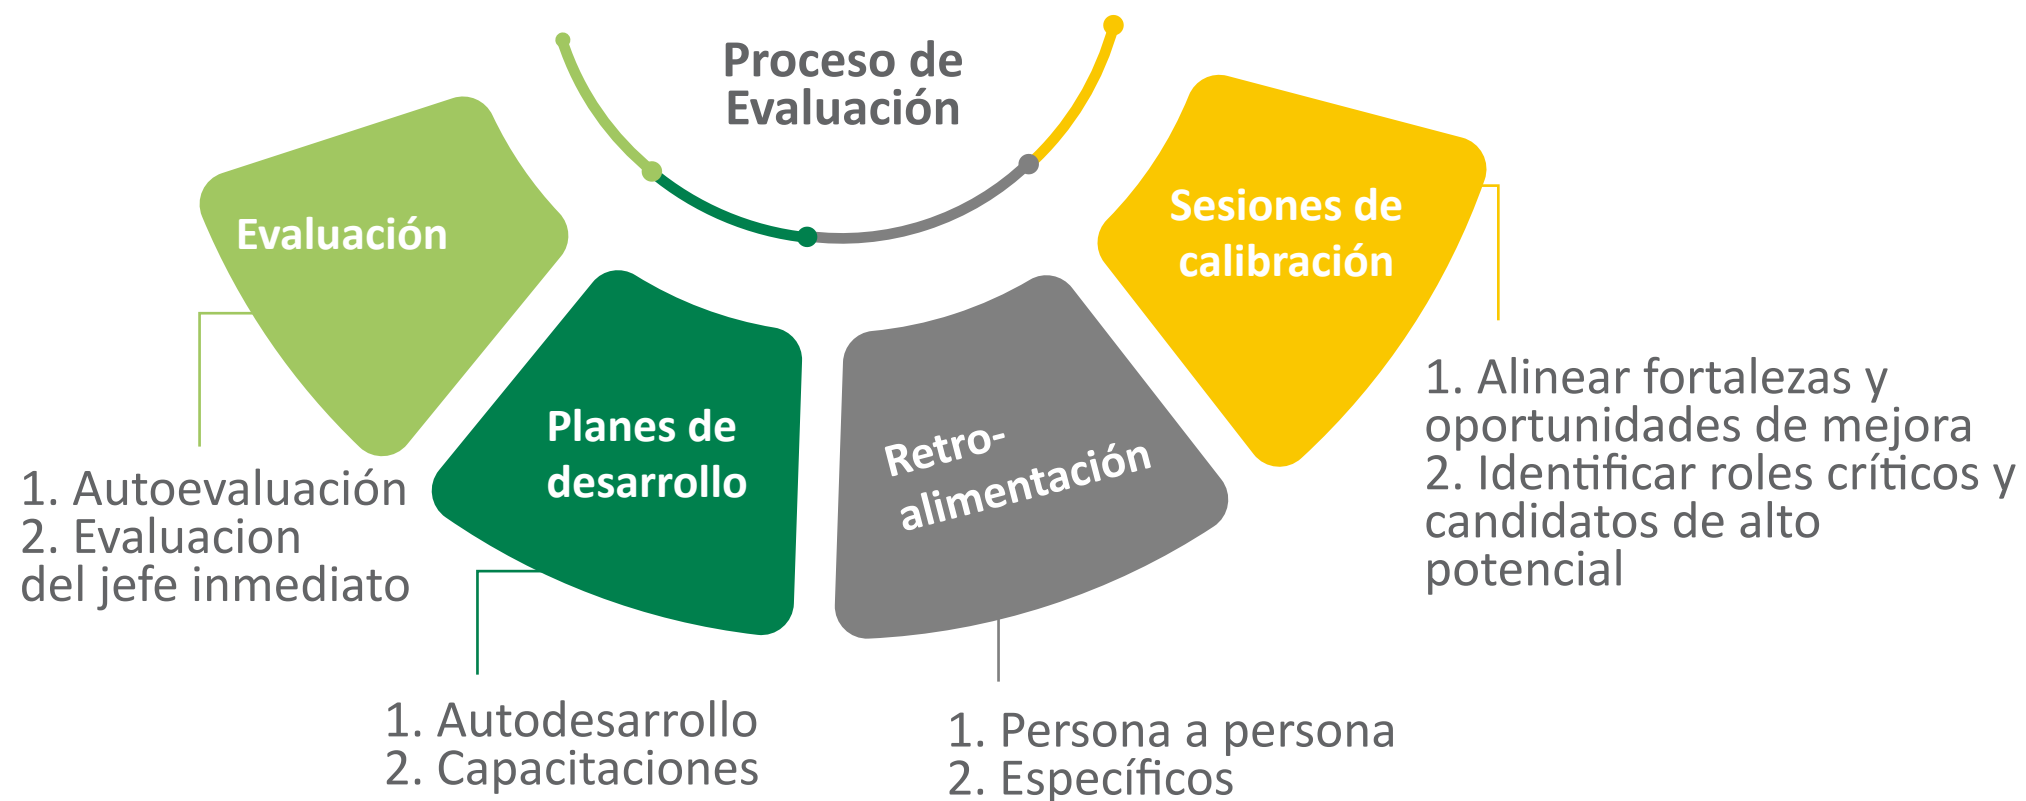 Proceso de
Evaluación
Evaluación
1. Autoevaluación
2. Evaluacion
del jefe inmediato
Planes de
desarrollo
1. Autodesarrollo
2. Capacitaciones
Retro-
alimentación
1. Persona a persona
2. Específicos
Sesiones de
calibración
1. Alinear fortalezas y
oportunidades de mejora
2. Identificar roles críticos y
candidatos de alto
potencial